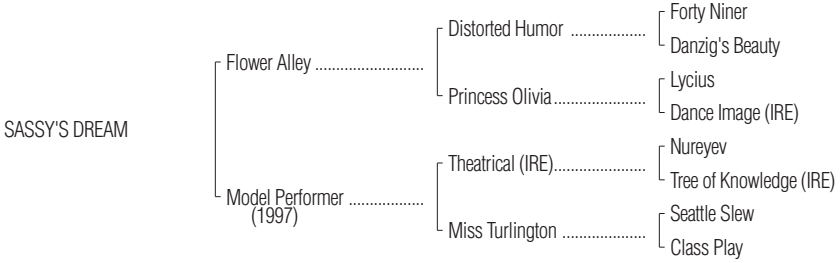 Forty Niner
Distorted Humor ......................
Danzig's Beauty
Flower Alley ..........................
Lycius
Princess Olivia......................
Dance Image (IRE)
SASSY'S DREAM
Nureyev
Theatrical (IRE)......................
Tree of Knowledge (IRE)
Model Performer ..................
(1997)
Seattle Slew
Miss Turlington ....................
Class Play